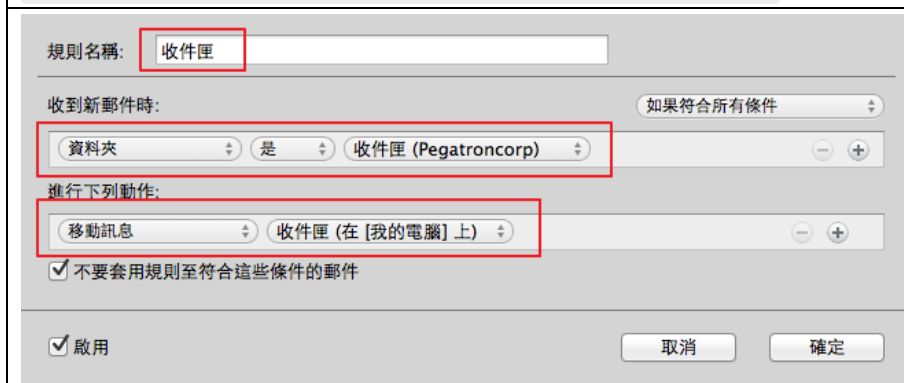 規則名稱: 收件匣
收到新郵件時: 如果符合所有條件
資料夾 是 收件匣 (Pegatroncorp)
進行下列動作:
移動訊息 收件匣 (在 [我的電腦] 上)
不要套用規則至符合這些條件的郵件
啟用 取消 確定